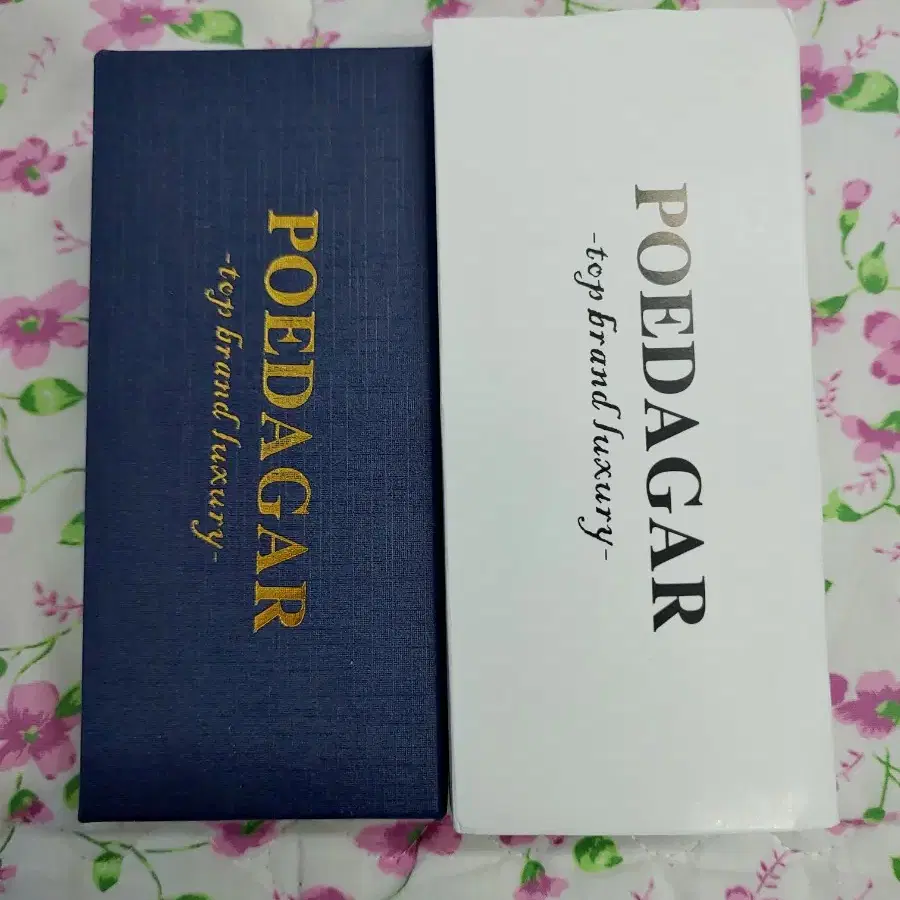 POEDAGAR
-top brand luxury-
POEDAGAR
-top brand luxury-